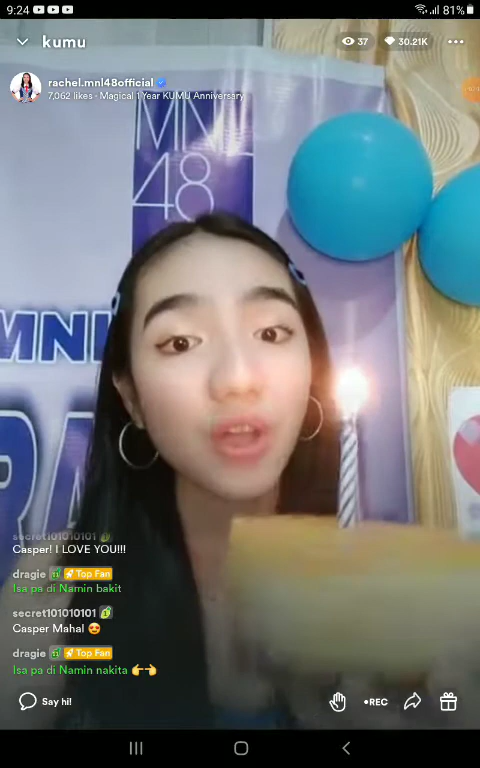 9:24
81%
kumu
37
30.21K
rachel.mnl48official
7,062 likes · Magical 1 Year KUMU Anniversary
MNL
48
MNL
RA
secret101010101
Casper! I LOVE YOU!!!
dragie Top Fan
Isa pa di Namin bakit
secret101010101
Casper Mahal 😍
dragie Top Fan
Isa pa di Namin nakita 👉👈
Say hi!
•REC